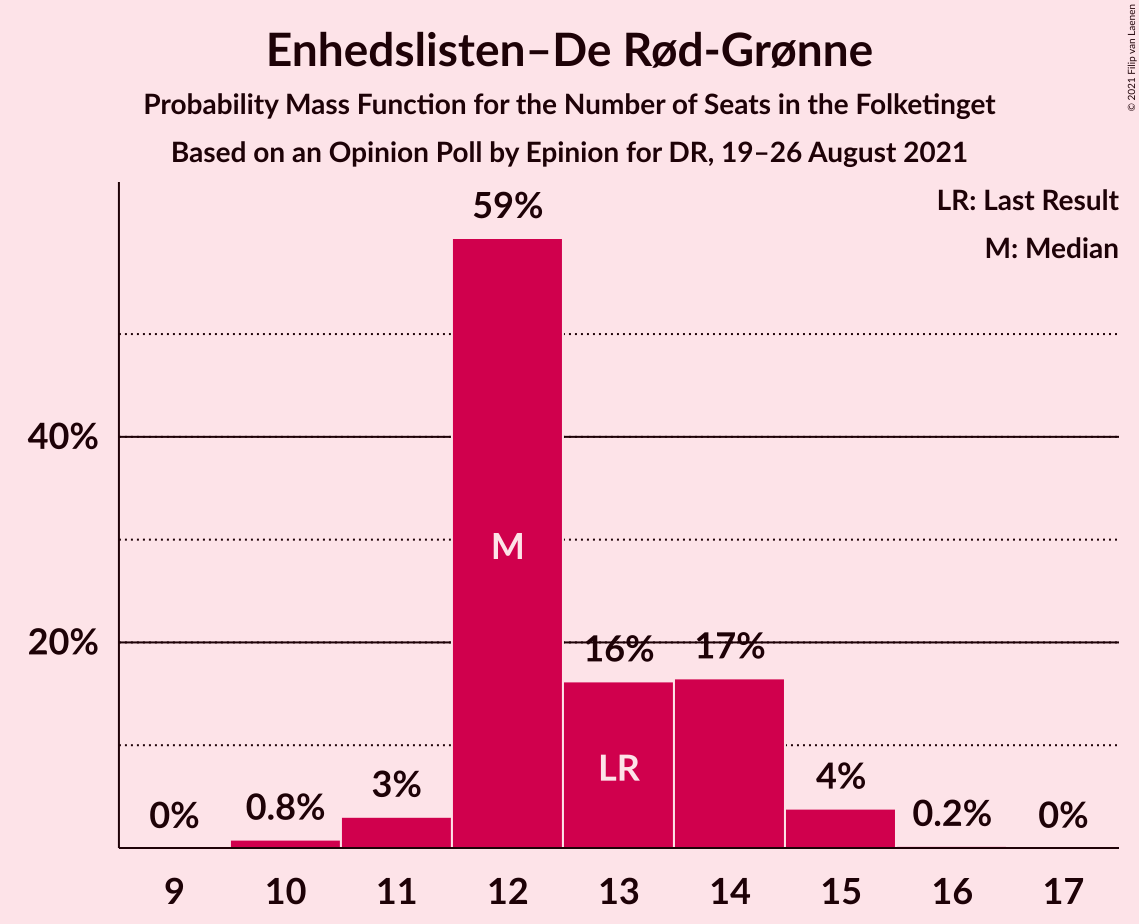 Enhedslisten–De Rød-Grønne
Probability Mass Function for the Number of Seats in the Folketinget
Based on an Opinion Poll by Epinion for DR, 19–26 August 2021
© 2021 Filip van Laenen
LR: Last Result
M: Median
59%
40%
M
20%
16%
17%
LR
0%
0.8%
3%
4%
0.2%
0%
9 10 11 12 13 14 15 16 17